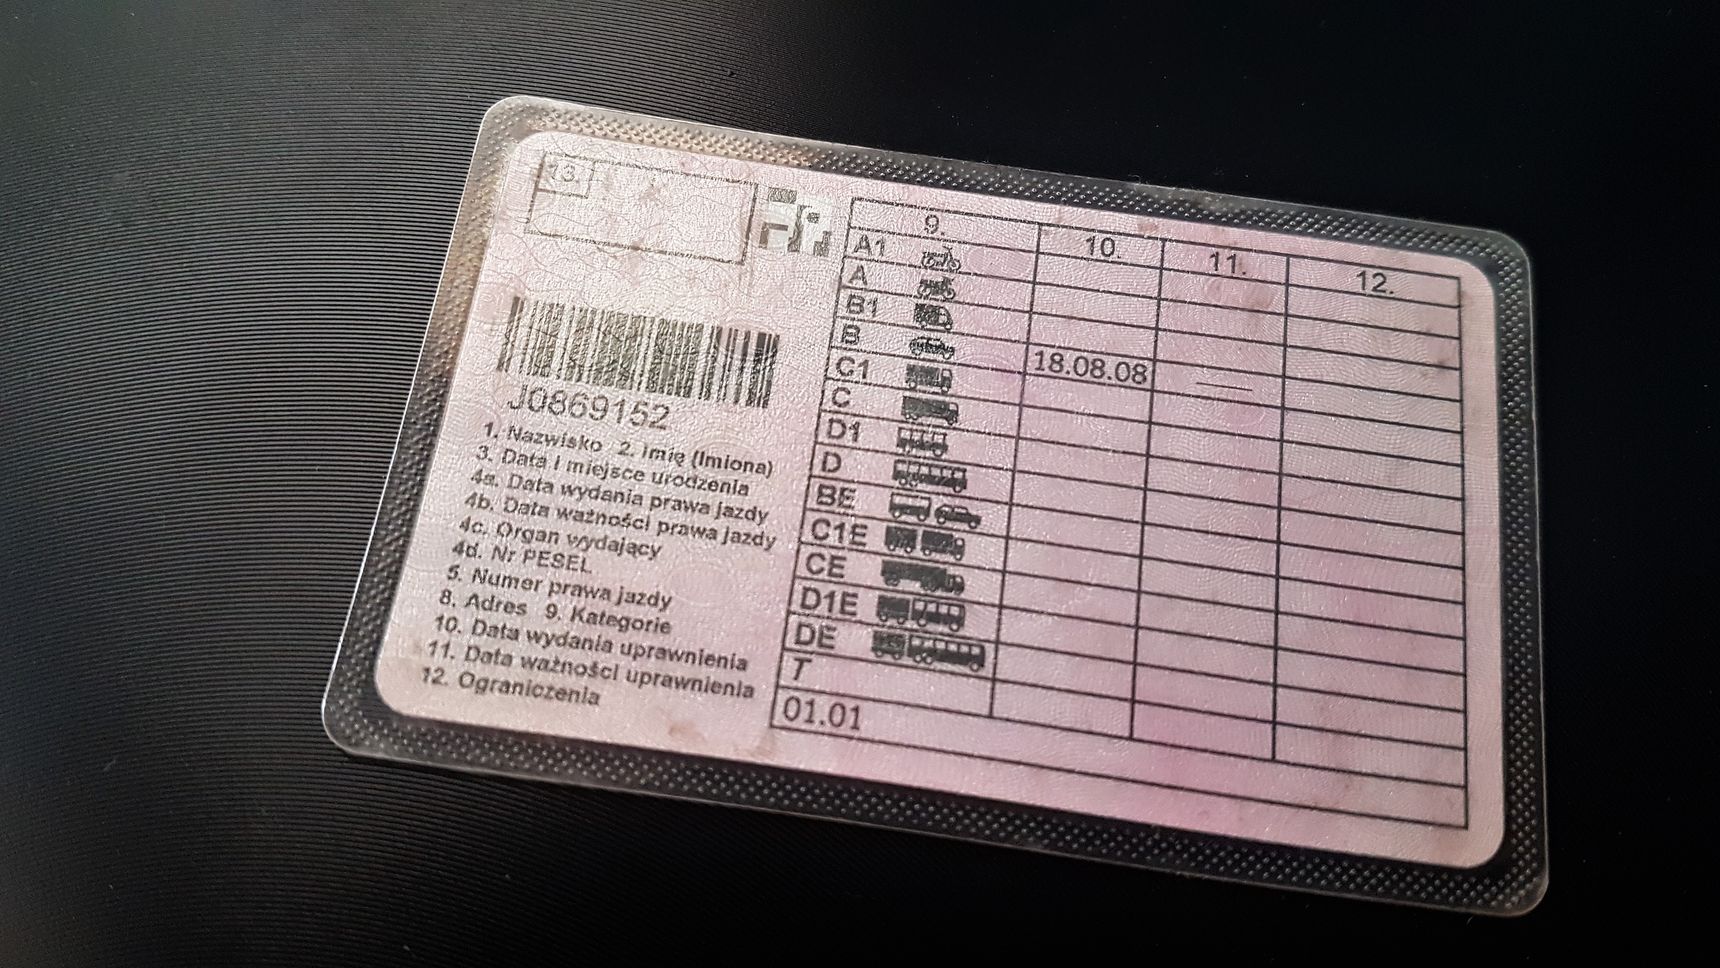 13.
J0869152
1. Nazwisko 2. Imię (Imiona)
3. Data i miejsce urodzenia
4a. Data wydania prawa jazdy
4b. Data ważności prawa jazdy
4c. Organ wydający
4d. Nr PESEL
5. Numer prawa jazdy
8. Adres 9. Kategorie
10. Data wydania uprawnienia
11. Data ważności uprawnienia
12. Ograniczenia
9. 10. 11. 12.
A1
A
B1
B 18.08.08
C1
C
D1
D
BE
C1E
CE
D1E
DE
T
01.01